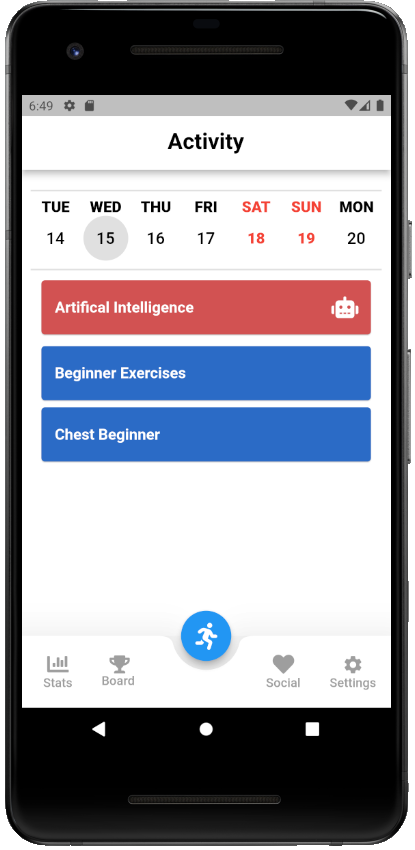 6:49
Activity
TUE WED THU FRI SAT SUN MON
14 15 16 17 18 19 20
Artifical Intelligence
Beginner Exercises
Chest Beginner
Stats Board Social Settings